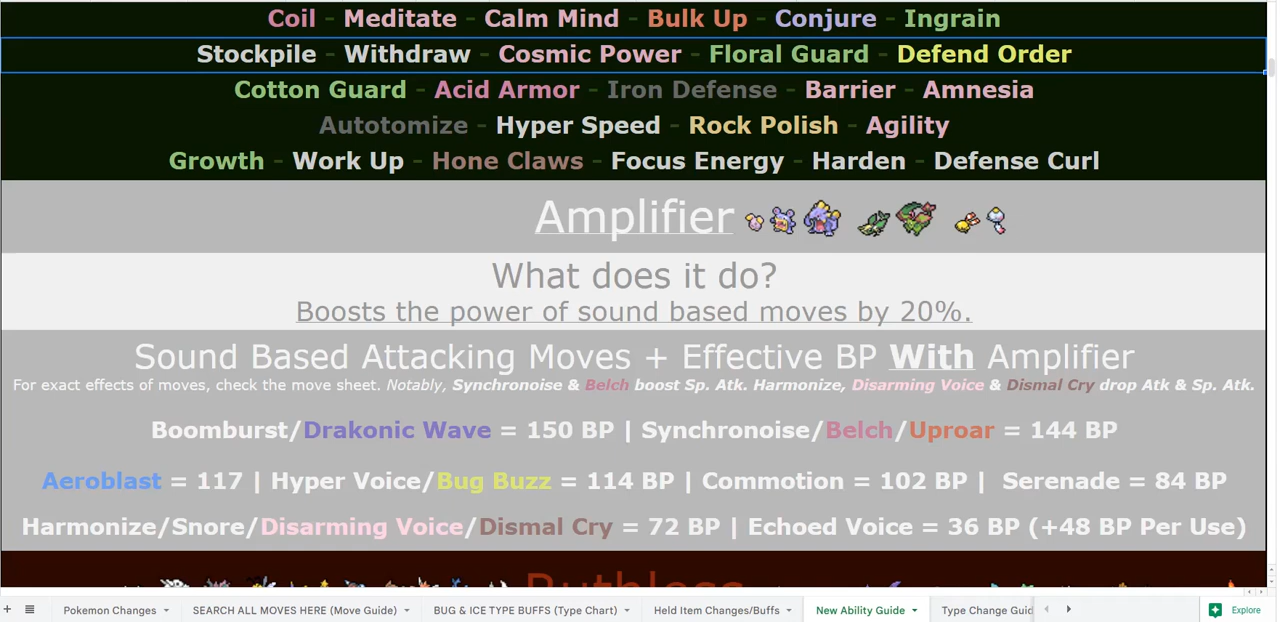 Coil - Meditate - Calm Mind - Bulk Up - Conjure - Ingrain
Stockpile - Withdraw - Cosmic Power - Floral Guard - Defend Order
Cotton Guard - Acid Armor - Iron Defense - Barrier - Amnesia
Autotomize - Hyper Speed - Rock Polish - Agility
Growth - Work Up - Hone Claws - Focus Energy - Harden - Defense Curl
Amplifier
What does it do?
Boosts the power of sound based moves by 20%.
Sound Based Attacking Moves + Effective BP With Amplifier
For exact effects of moves, check the move sheet. Notably, Synchronoise & Belch boost Sp. Atk. Harmonize, Disarming Voice & Dismal Cry drop Atk & Sp. Atk.
Boomburst/Drakonic Wave = 150 BP | Synchronoise/Belch/Uproar = 144 BP
Aeroblast = 117 | Hyper Voice/Bug Buzz = 114 BP | Commotion = 102 BP | Serenade = 84 BP
Harmonize/Snore/Disarming Voice/Dismal Cry = 72 BP | Echoed Voice = 36 BP (+48 BP Per Use)
Ruthless
+ Pokemon Changes SEARCH ALL MOVES HERE (Move Guide) BUG & ICE TYPE BUFFS (Type Chart) Held Item Changes/Buffs New Ability Guide Type Change Guid Explore